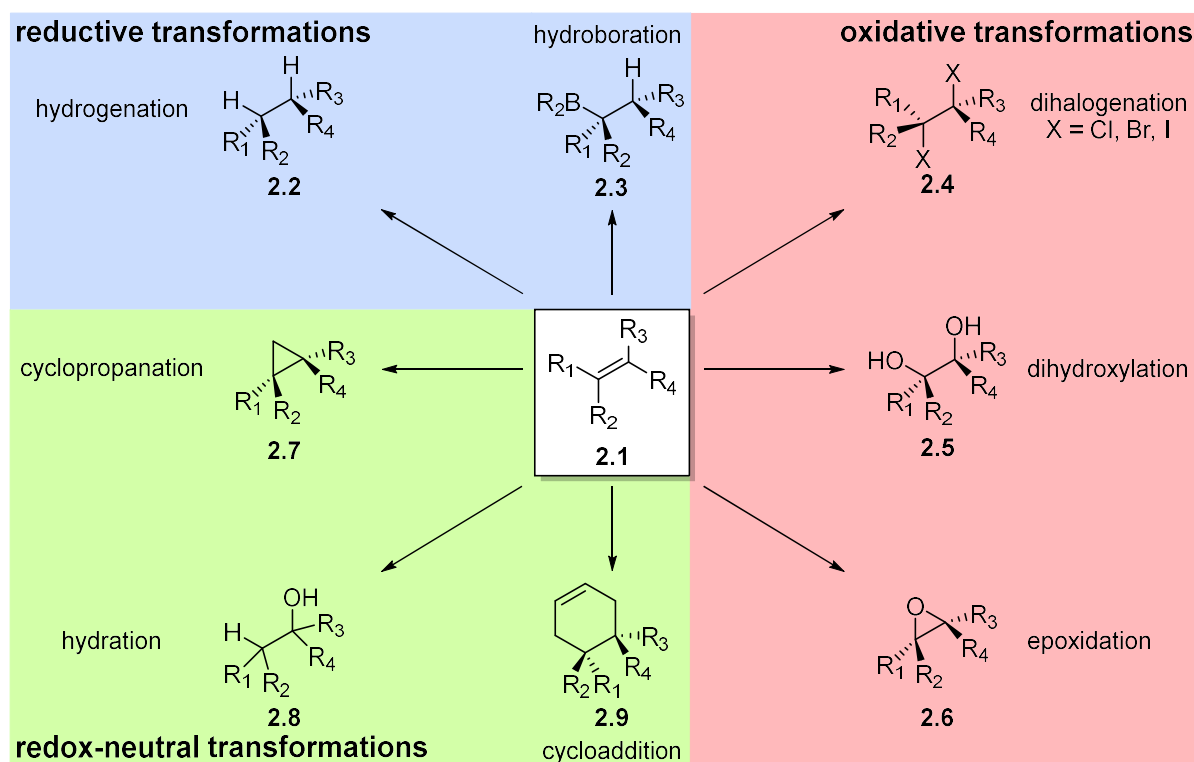 reductive transformations
hydroboration
oxidative transformations
hydrogenation
H
H
R3
R4
R1
R2
2.2
H
R2B
R3
R4
R1
R2
2.3
X
R1
R3
R2
R4
X
2.4
dihalogenation
X = Cl, Br, I
cyclopropanation
R3
R4
R1
R2
2.7
R3
R1
R4
R2
2.1
OH
HO
R3
R4
R1
R2
2.5
dihydroxylation
hydration
OH
H
R3
R4
R1
R2
2.8
R3
R4
R2
R1
2.9
cycloaddition
O
R3
R4
R1
R2
2.6
epoxidation
redox-neutral transformations